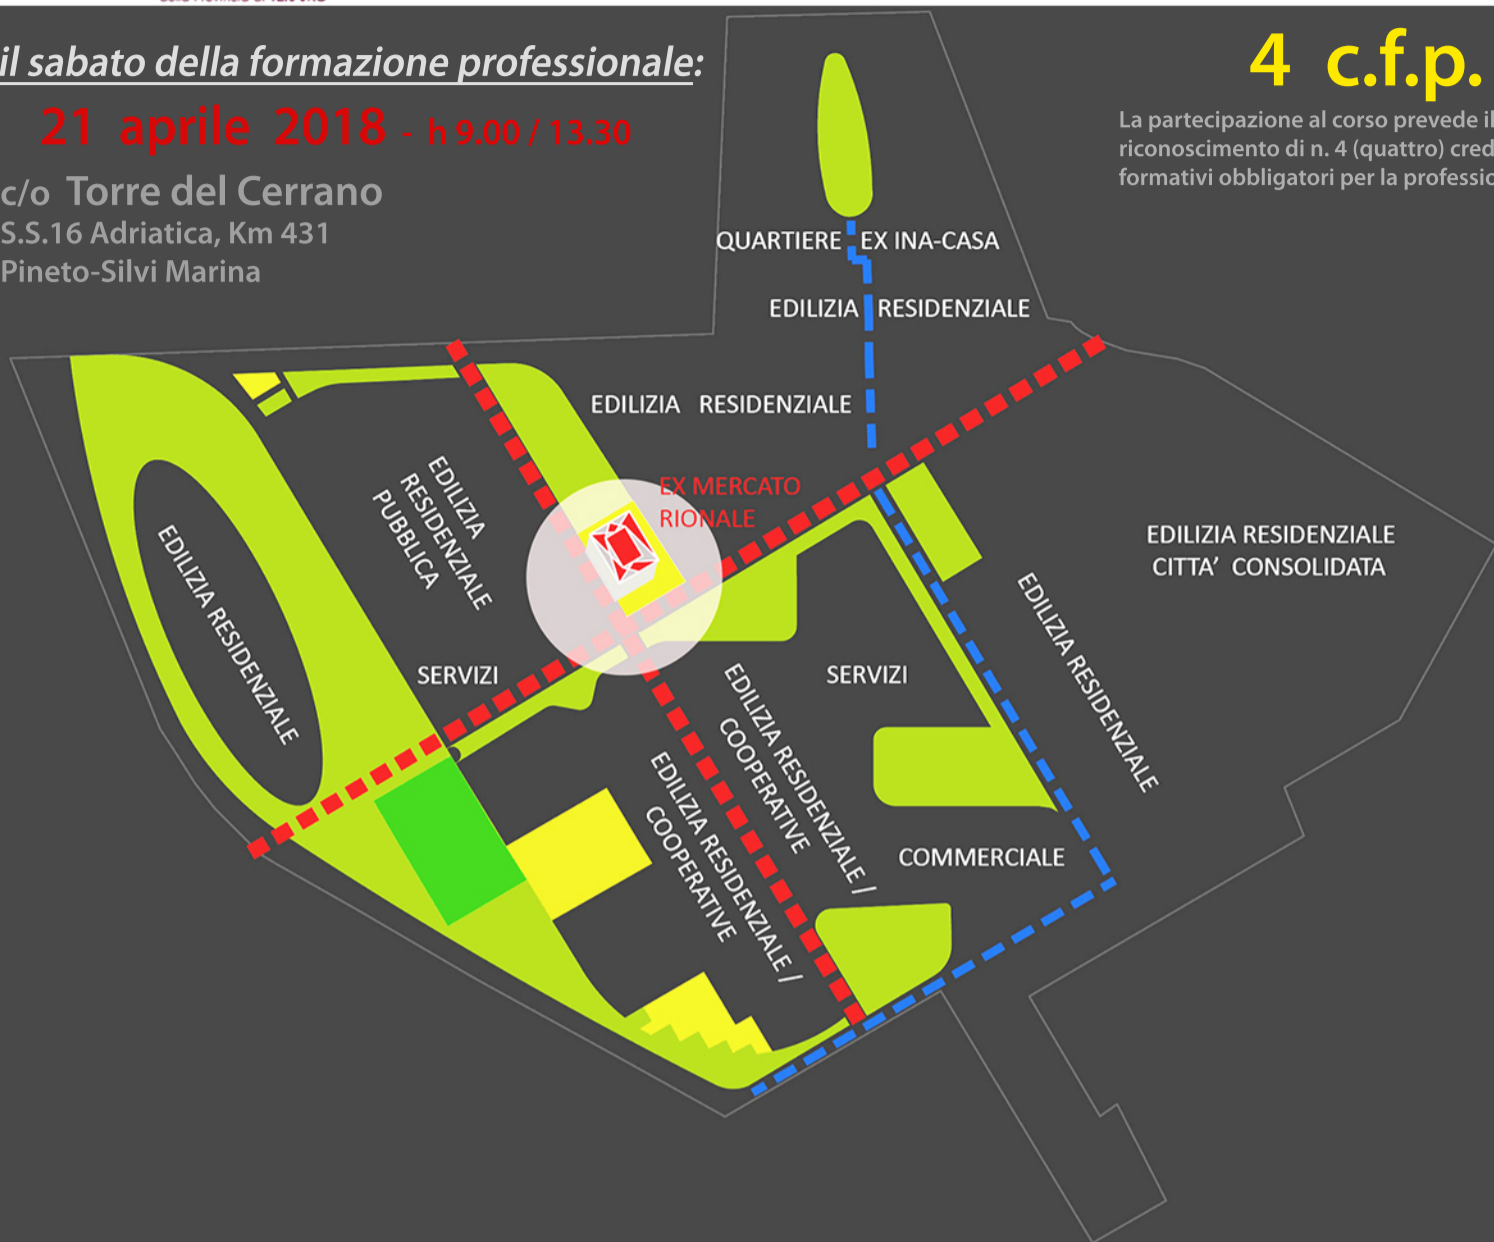 il sabato della formazione professionale:
21 aprile 2018 - h 9.00 / 13.30
c/o Torre del Cerrano
S.S.16 Adriatica, Km 431
Pineto-Silvi Marina
4 c.f.p.
La partecipazione al corso prevede il
riconoscimento di n. 4 (quattro) cred
formativi obbligatori per la professio
QUARTIERE EX INA-CASA
EDILIZIA RESIDENZIALE
EDILIZIA RESIDENZIALE
EX MERCATO
RIONALE
EDILIZIA
RESIDENZIALE
PUBBLICA
EDILIZIA RESIDENZIALE
EDILIZIA RESIDENZIALE
CITTA' CONSOLIDATA
EDILIZIA RESIDENZIALE
SERVIZI
SERVIZI
EDILIZIA RESIDENZIALE /
COOPERATIVE
EDILIZIA RESIDENZIALE /
COOPERATIVE
COMMERCIALE